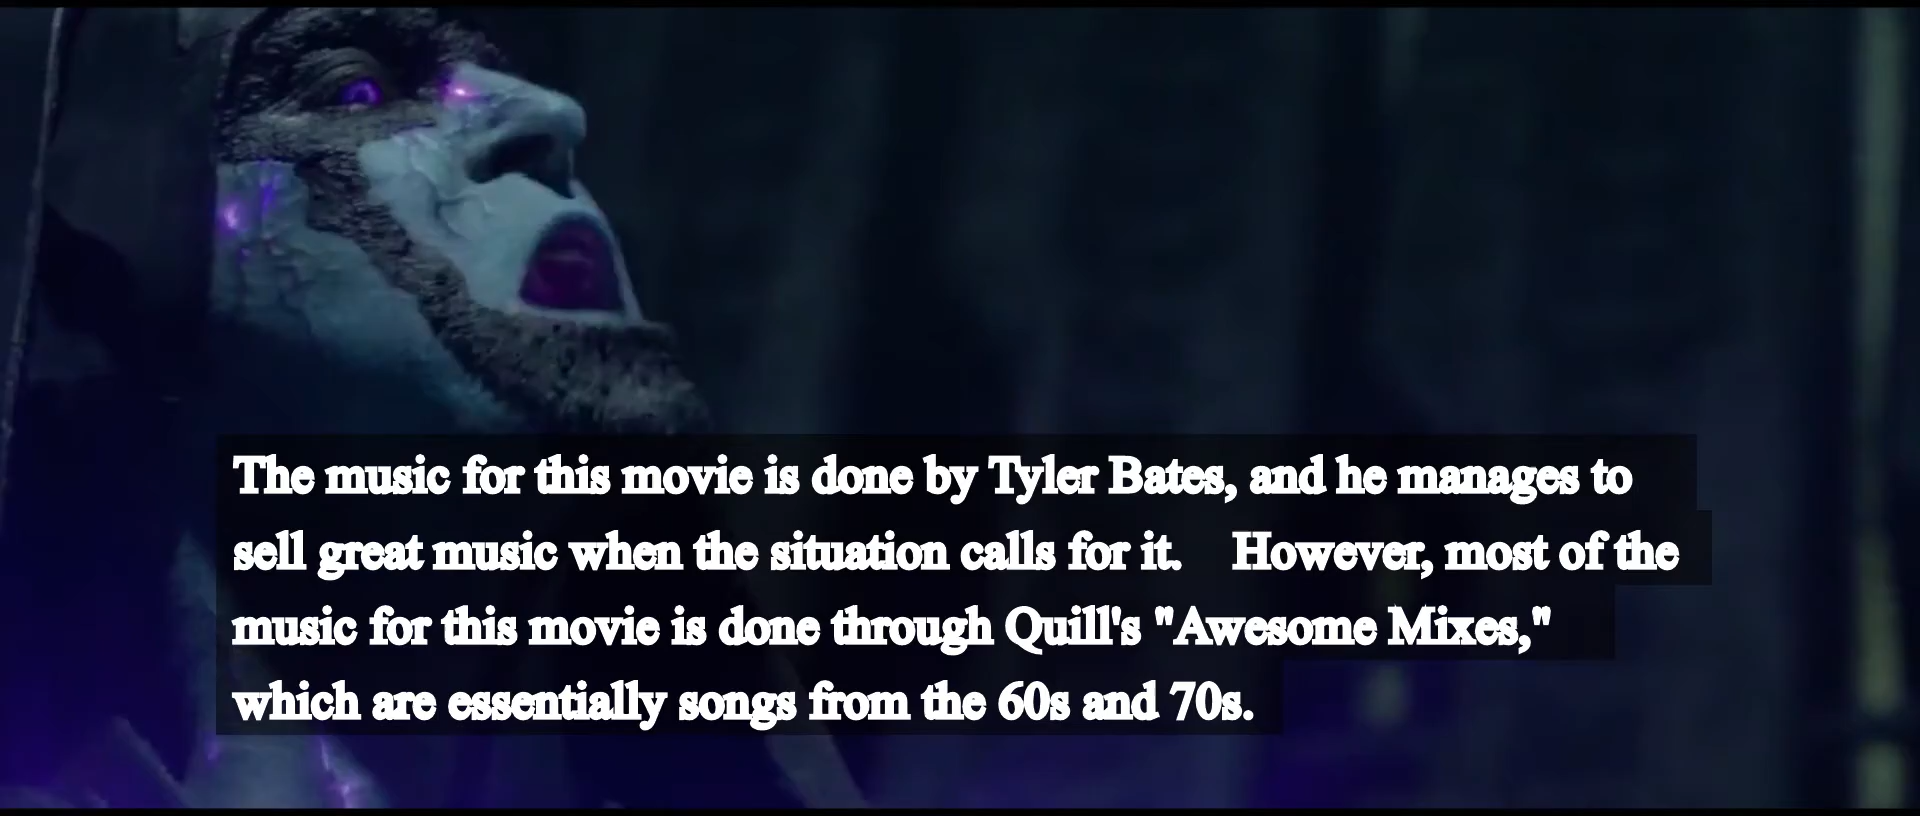 The music for this movie is done by Tyler Bates, and he manages to
sell great music when the situation calls for it.    However, most of the
music for this movie is done through Quill's "Awesome Mixes,"
which are essentially songs from the 60s and 70s.